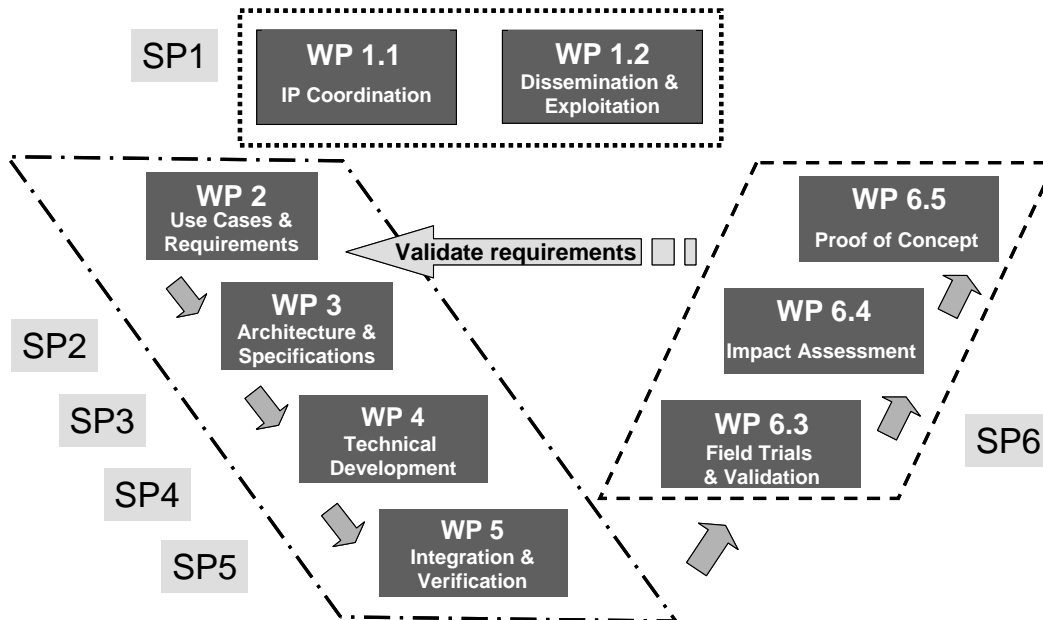 SP1
WP 1.1
IP Coordination
WP 1.2
Dissemination &
Exploitation
WP 2
Use Cases &
Requirements
Validate requirements
WP 6.5
Proof of Concept
WP 3
Architecture &
Specifications
WP 6.4
Impact Assessment
SP2
SP3
WP 4
Technical
Development
WP 6.3
Field Trials
& Validation
SP6
SP4
WP 5
Integration &
Verification
SP5